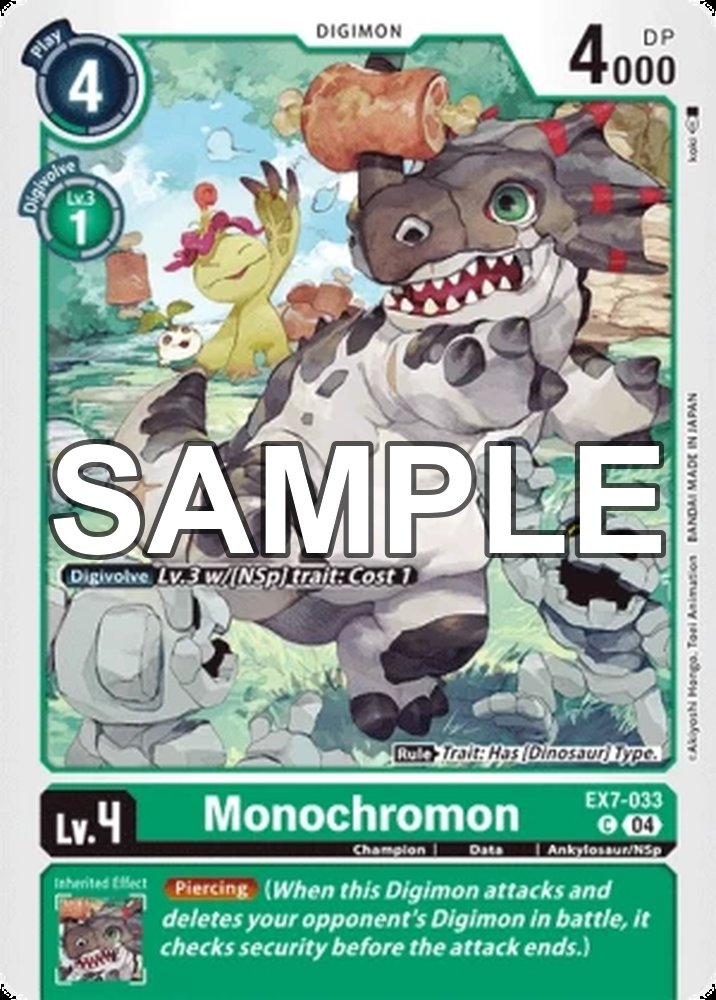 DIGIMON
Play
4
DP
4000
koki
Digivolve
Lv.3
1
SAMPLE
Digivolve Lv.3 w/[NSp] trait: Cost 1
Rule Trait: Has [Dinosaur] Type.
©Akiyoshi Hongo, Toei Animation BANDAI MADE IN JAPAN
Lv.4
Monochromon
EX7-033
C 04
Champion | Data | Ankylosaur/NSp
Inherited Effect
Piercing (When this Digimon attacks and
deletes your opponent's Digimon in battle, it
checks security before the attack ends.)